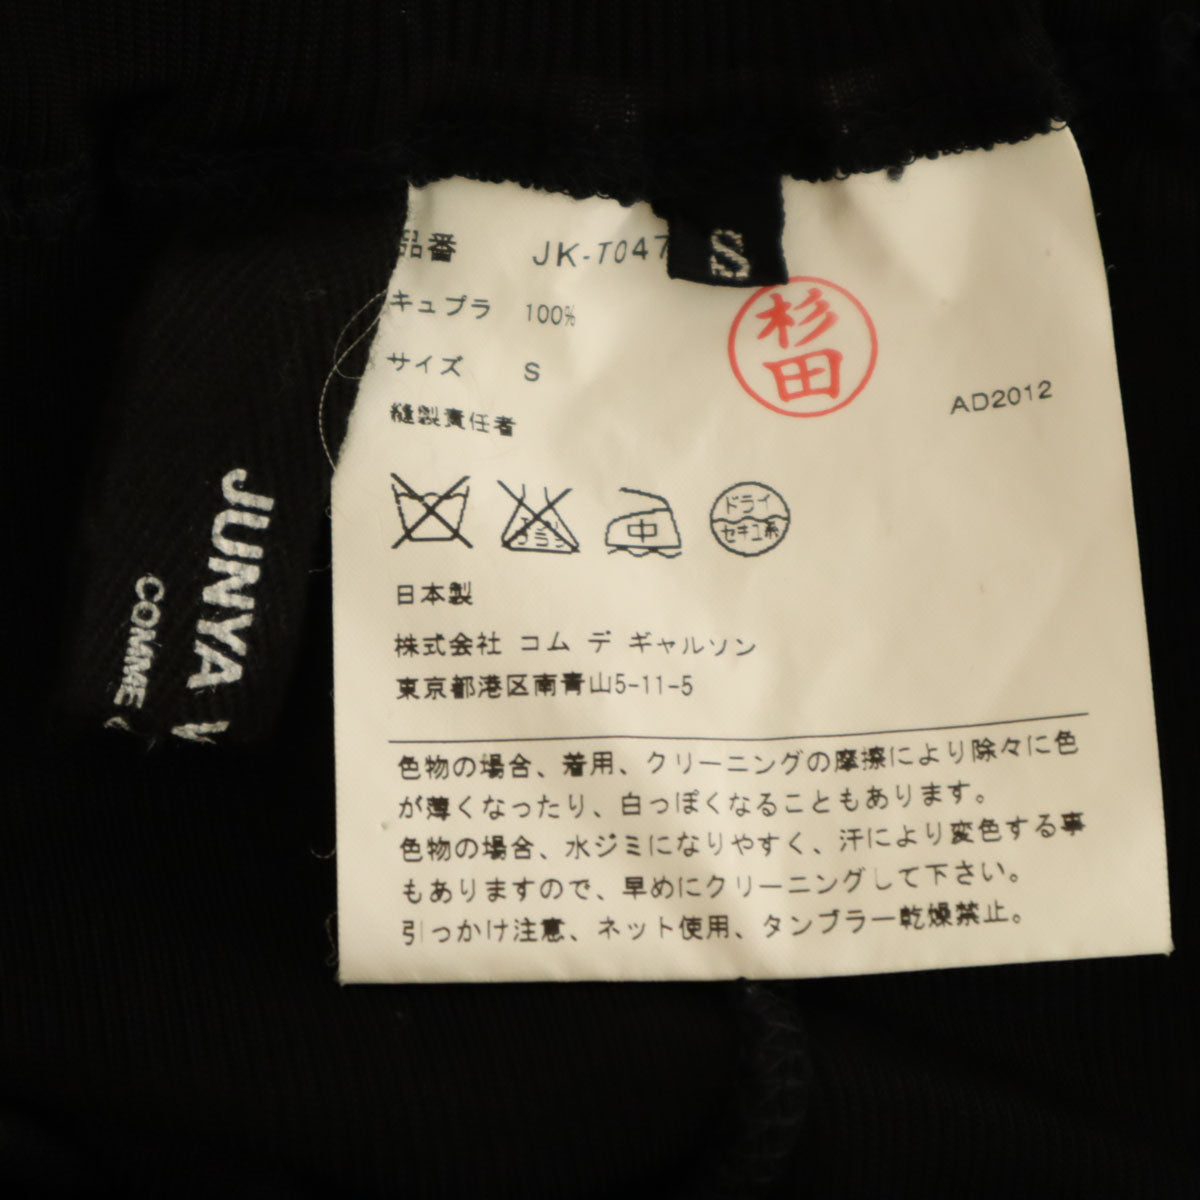 品番 JK-T047
S
キュプラ 100%
サイズ S
縫製責任者
杉田
AD2012
エンソ
サラシ
中
ドライ
セキユ系
日本製
株式会社 コム デ ギャルソン
東京都港区南青山5-11-5
色物の場合、着用、クリーニングの摩擦により除々に色
が薄くなったり、白っぽくなることもあります。
色物の場合、水ジミになりやすく、汗により変色する事
もありますので、早めにクリーニングして下さい。
引っかけ注意、ネット使用、タンブラー乾燥禁止。
JUNYA
COMME